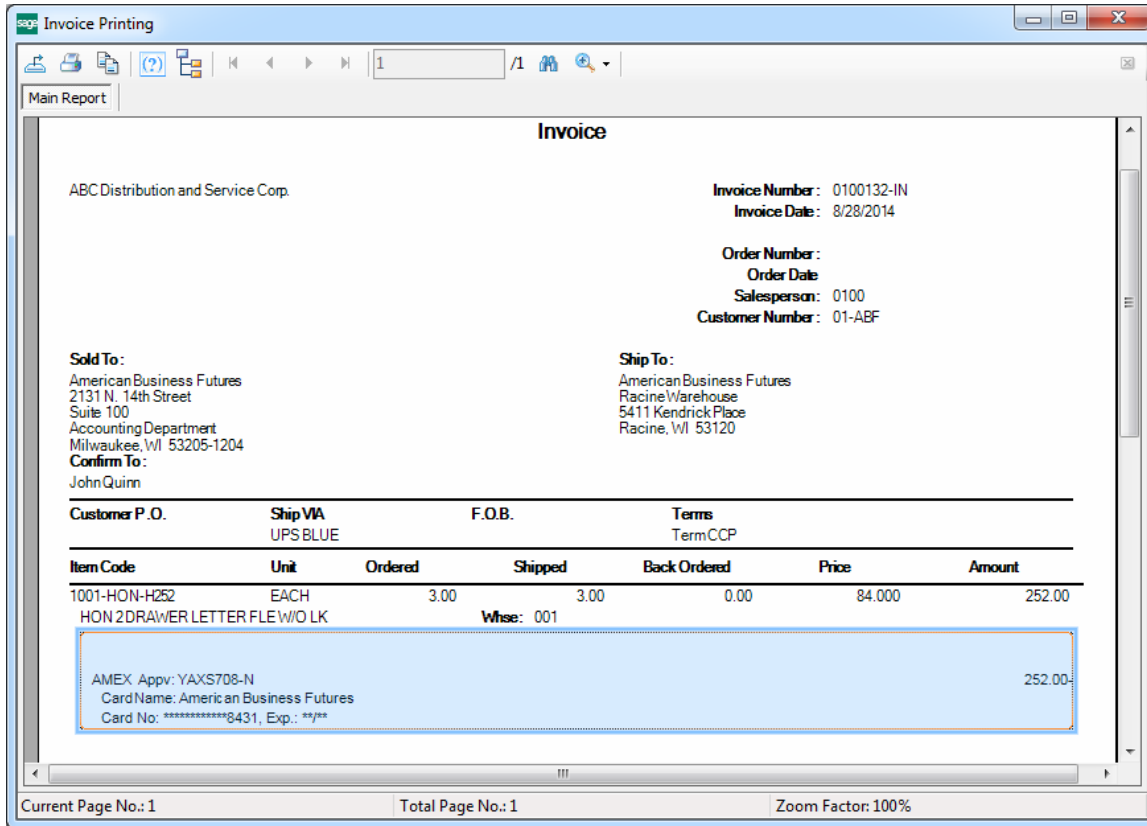 sage Invoice Printing
1 /1
Main Report
Invoice
ABC Distribution and Service Corp.
Invoice Number: 0100132-IN
Invoice Date: 8/28/2014
Order Number:
Order Date
Salesperson: 0100
Customer Number: 01-ABF
Sold To:
American Business Futures
2131 N. 14th Street
Suite 100
Accounting Department
Milwaukee, WI 53205-1204
Confirm To:
John Quinn
Ship To:
American Business Futures
Racine Warehouse
5411 Kendrick Place
Racine, WI 53120
Customer P.O. Ship VIA F.O.B. Terms
UPS BLUE Term CCP
Item Code Unit Ordered Shipped Back Ordered Price Amount
1001-HON-H252 EACH 3.00 3.00 0.00 84.000 252.00
HON 2 DRAWER LETTER FLE W/O LK Whse: 001
AMEX Appv: YAXS708-N 252.00-
Card Name: American Business Futures
Card No: ************8431, Exp.: **/**
Current Page No.: 1 Total Page No.: 1 Zoom Factor: 100%